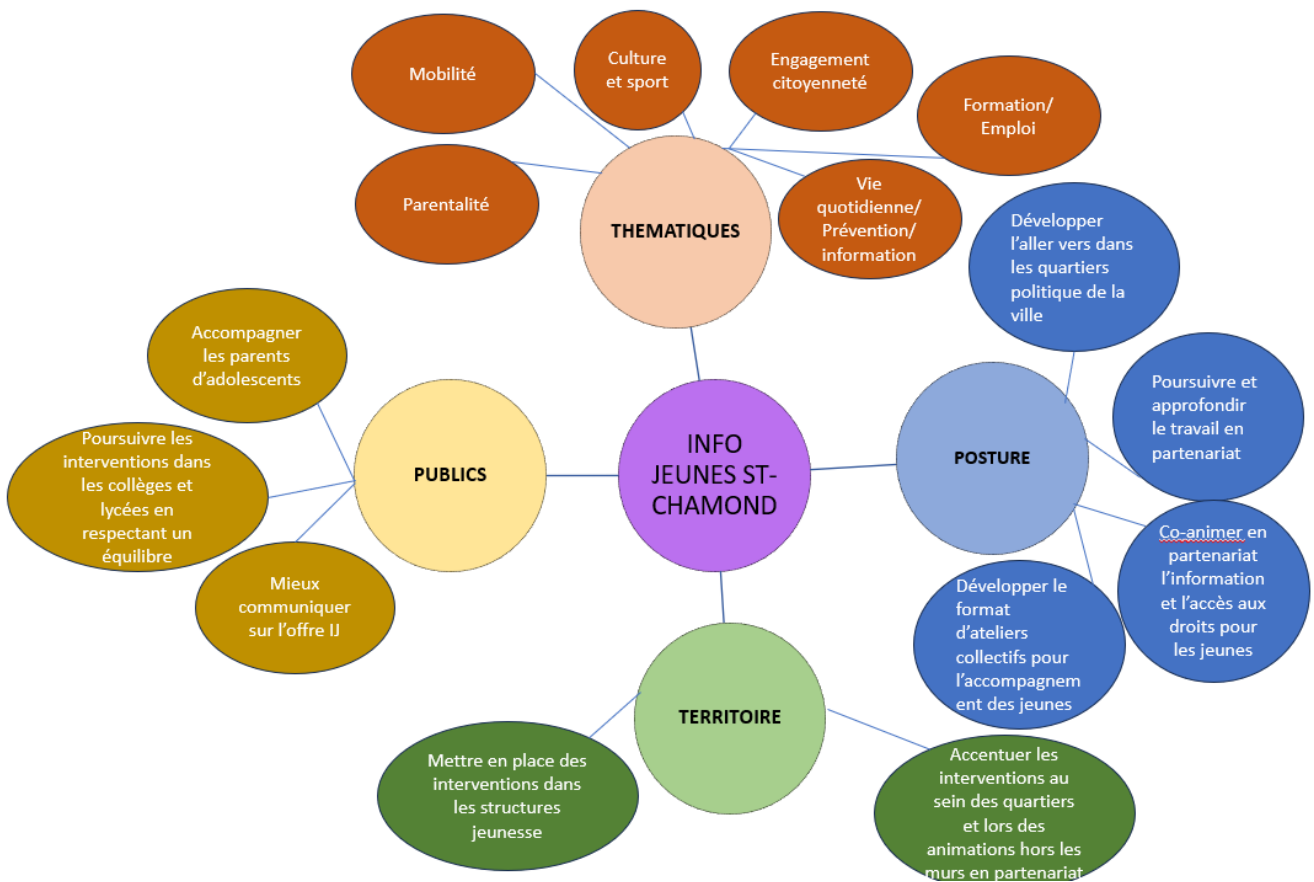 Mobilité
Culture
et sport
Engagement
citoyenneté
Formation/
Emploi
Parentalité
THEMATIQUES
Vie
quotidienne/
Prévention/
information
Développer
l'aller vers dans
les quartiers
politique de la
ville
Accompagner
les parents
d'adolescents
Poursuivre les
interventions dans
les collèges et
lycées en
respectant un
équilibre
Mieux
communiquer
sur l'offre IJ
PUBLICS
INFO
JEUNES ST-
CHAMOND
POSTURE
Poursuivre et
approfondir
le travail en
partenariat
Co-animer en
partenariat
l'information
et l'accès aux
droits pour
les jeunes
Développer le
format
d'ateliers
collectifs pour
l'accompagnem
ent des jeunes
TERRITOIRE
Mettre en place des
interventions dans
les structures
jeunesse
Accentuer les
interventions au
sein des quartiers
et lors des
animations hors les
murs en partenariat